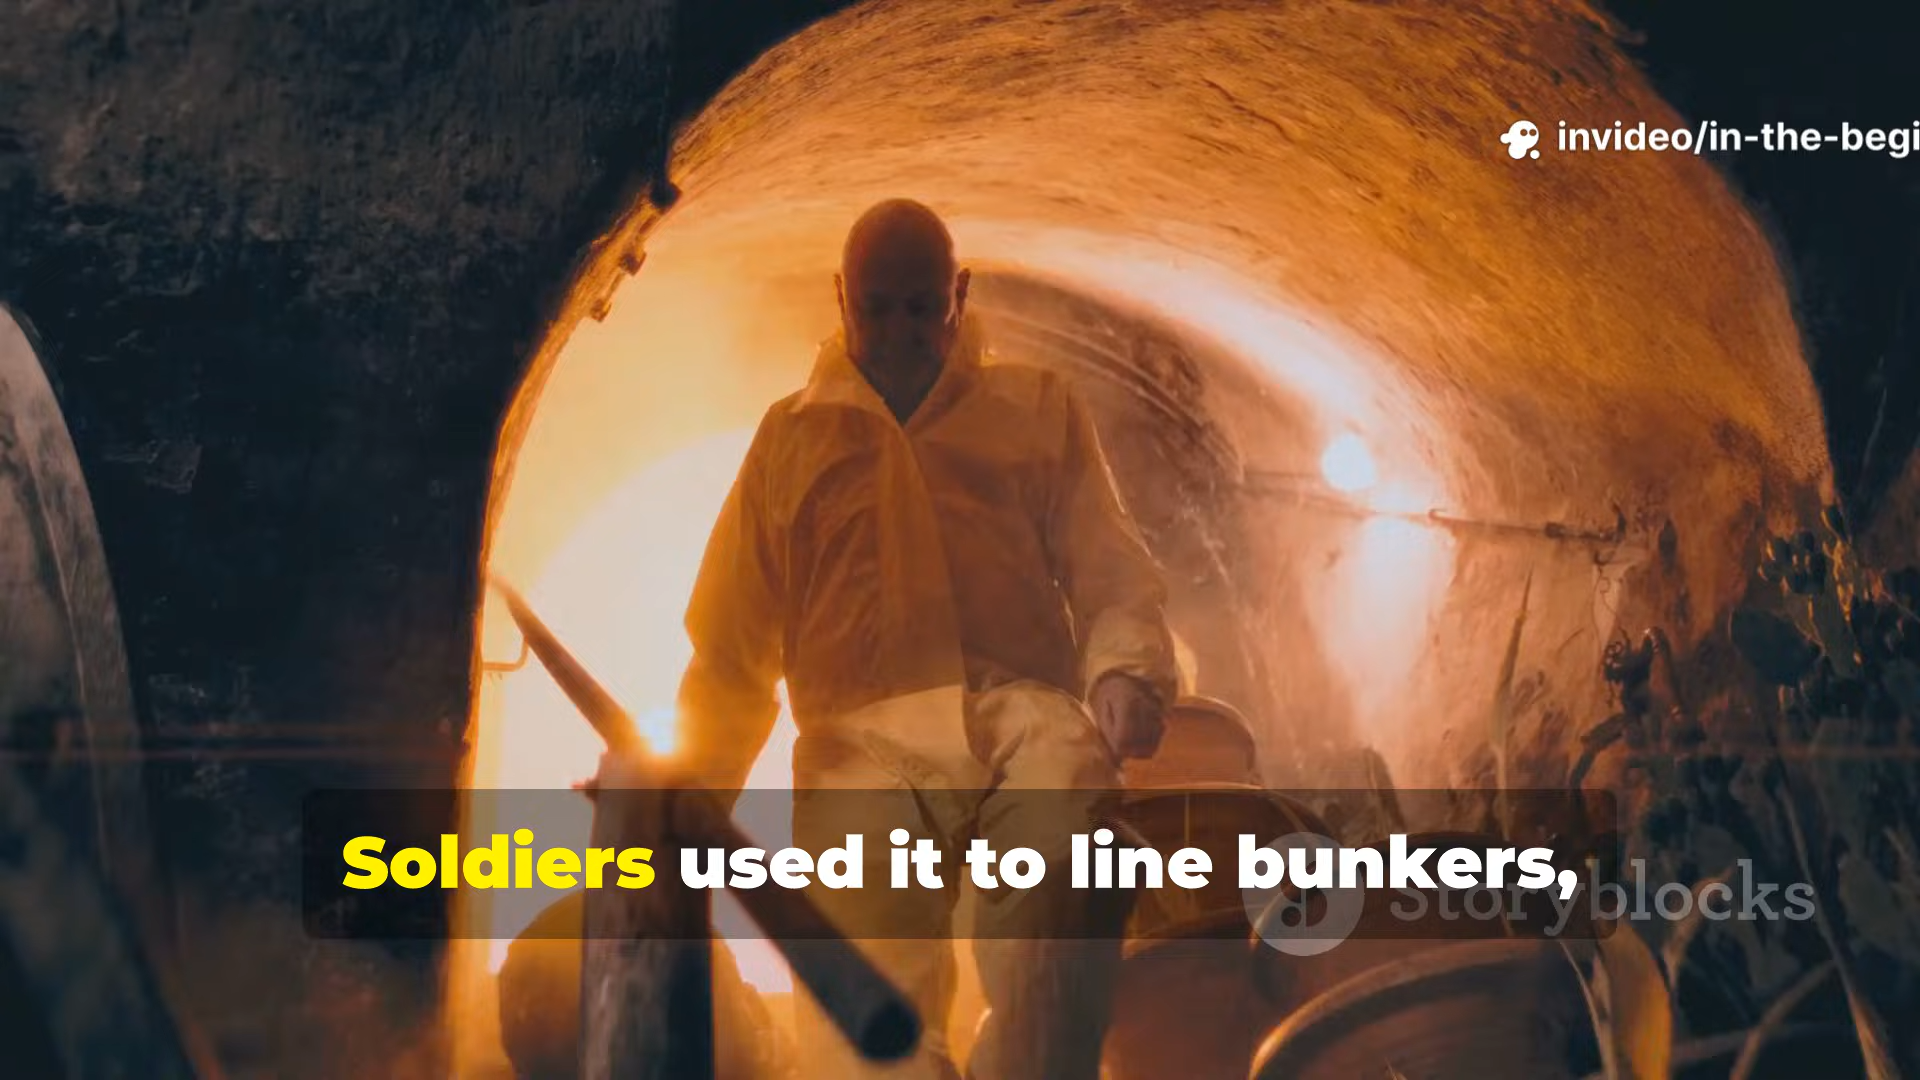 invideo/in-the-begi
Soldiers used it to line bunkers,
Storyblocks